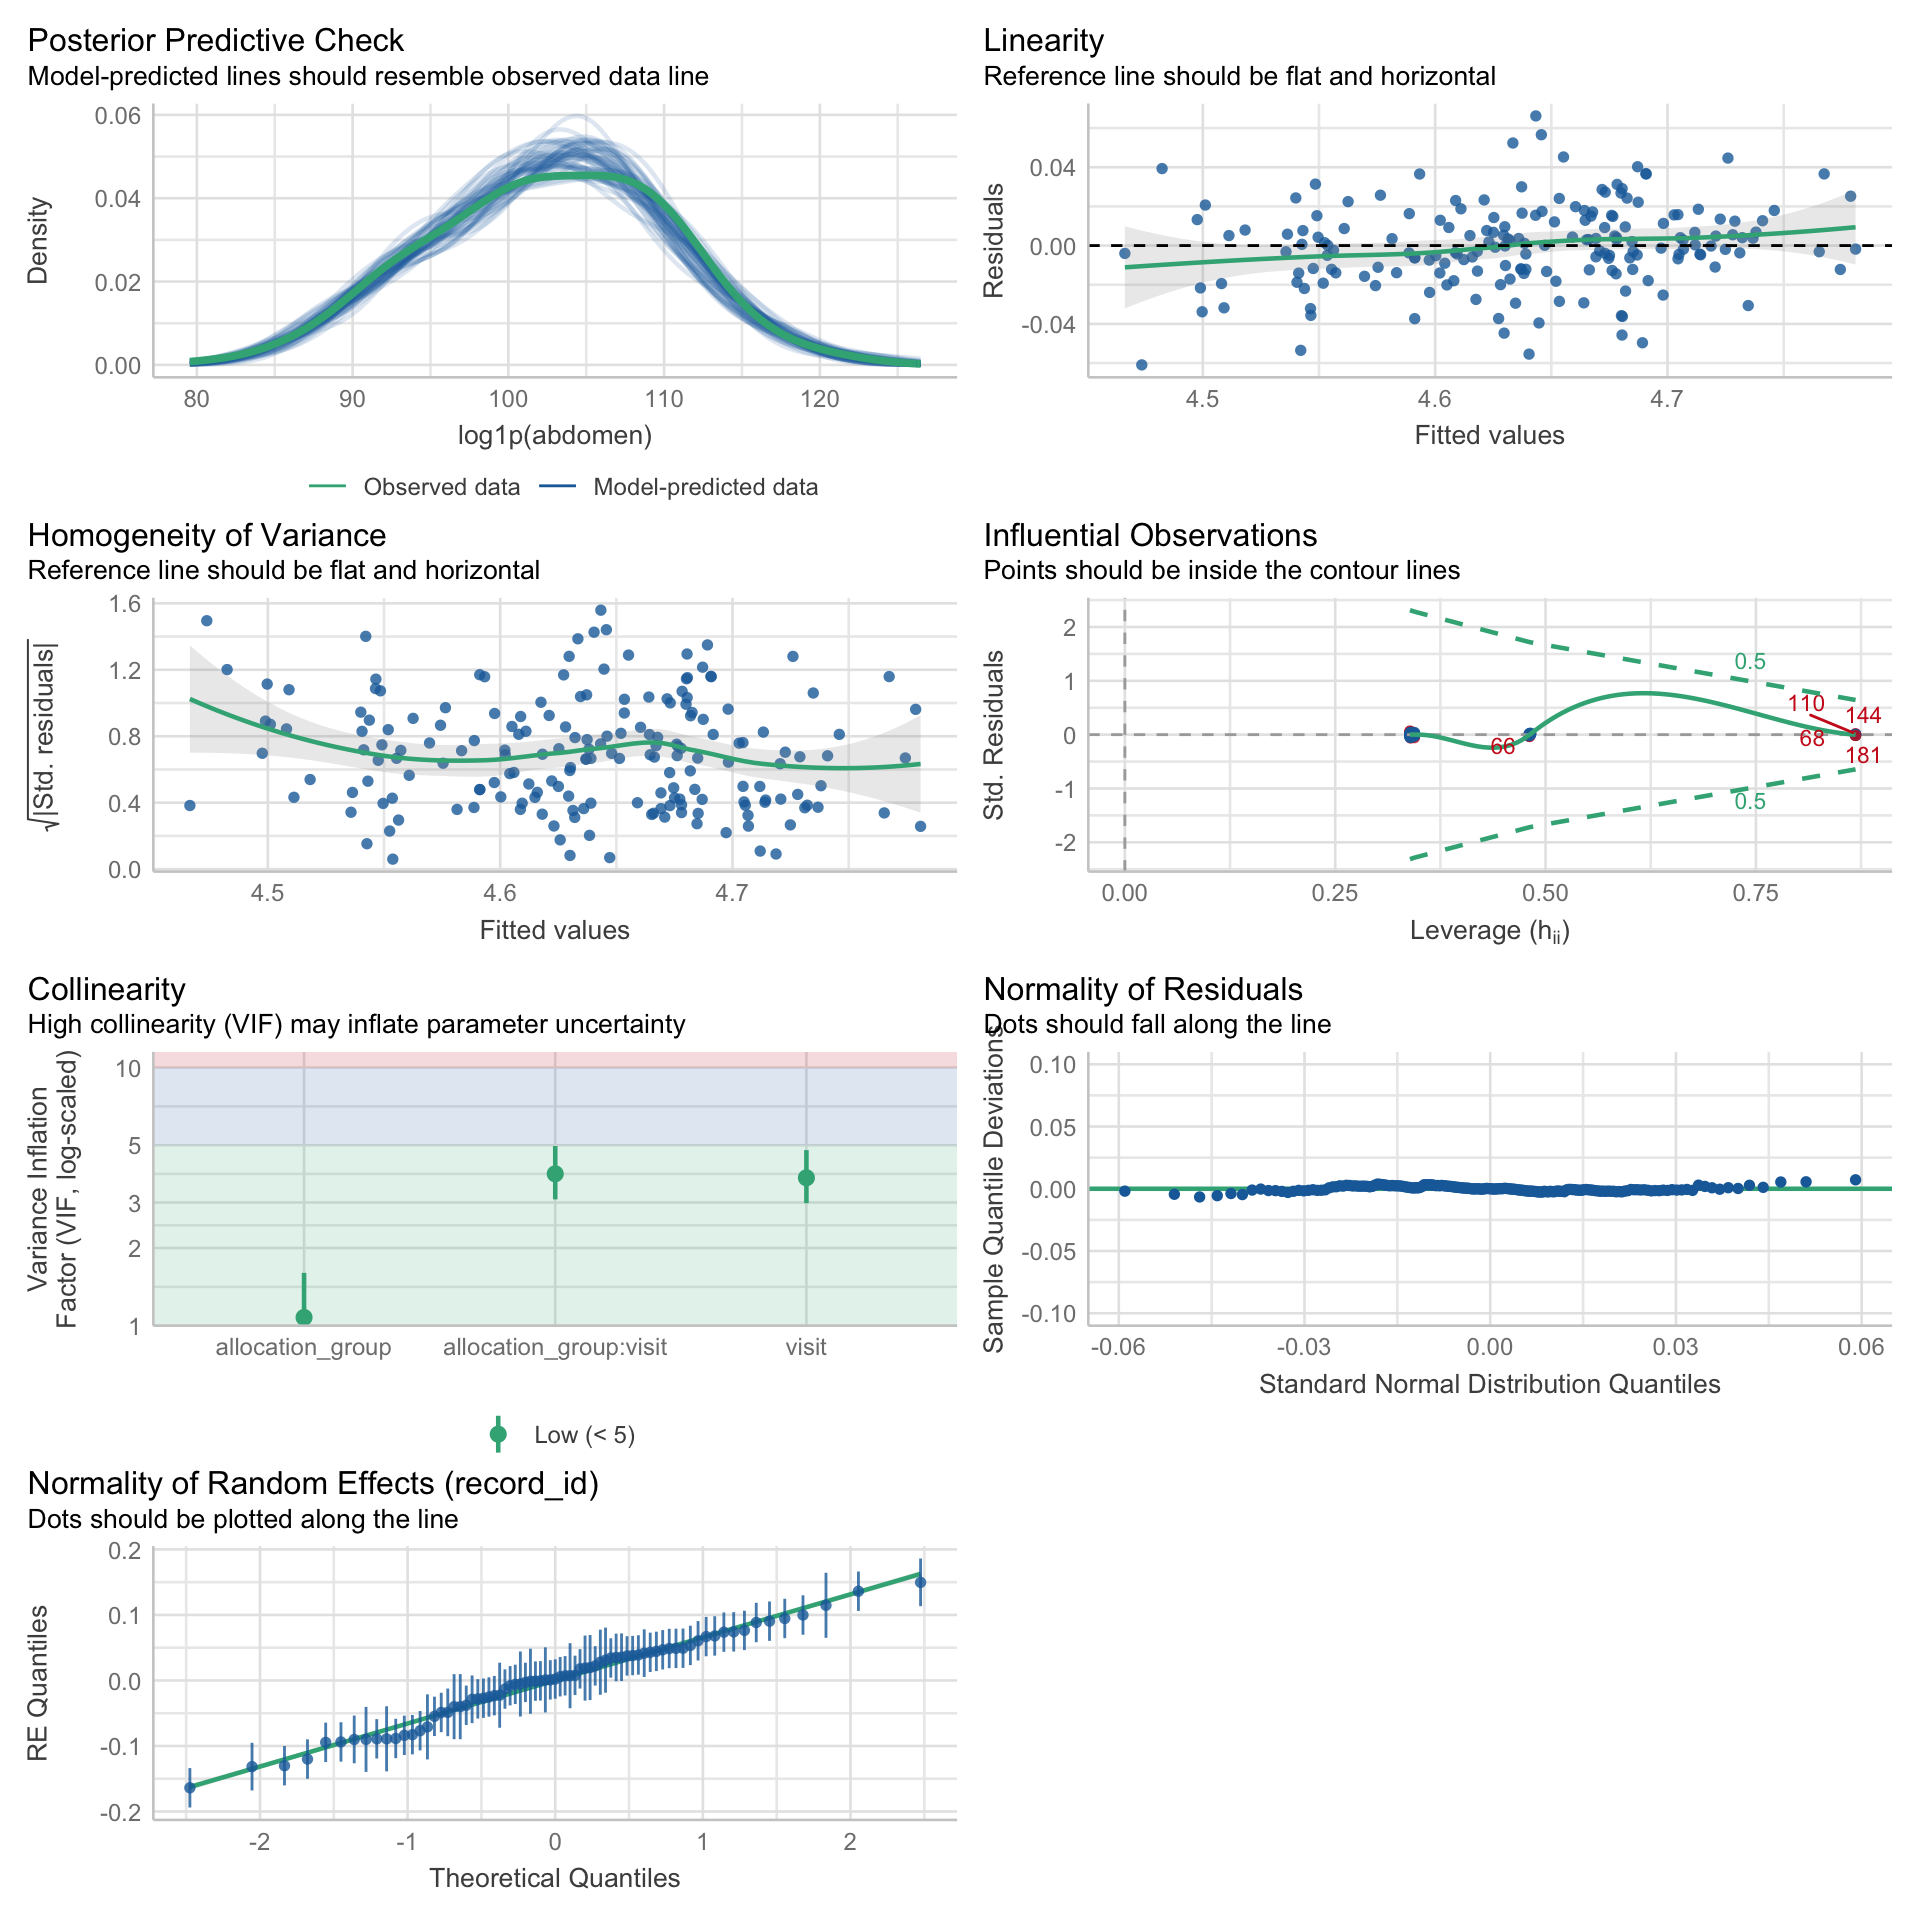 Posterior Predictive Check
Model-predicted lines should resemble observed data line
Density
0.06
0.04
0.02
0.00
80 90 100 110 120
log1p(abdomen)
Observed data Model-predicted data
Linearity
Reference line should be flat and horizontal
Residuals
0.04
0.00
-0.04
4.5 4.6 4.7
Fitted values
Homogeneity of Variance
Reference line should be flat and horizontal
√|Std. residuals|
1.6
1.2
0.8
0.4
0.0
4.5 4.6 4.7
Fitted values
Influential Observations
Points should be inside the contour lines
Std. Residuals
2
1
0
-1
-2
0.5
110
144
66
68
181
0.5
0.00 0.25 0.50 0.75
Leverage (hii)
Collinearity
High collinearity (VIF) may inflate parameter uncertainty
Variance Inflation
Factor (VIF, log-scaled)
10
5
3
2
1
allocation_group allocation_group:visit visit
Low (< 5)
Normality of Residuals
Dots should fall along the line
Sample Quantile Deviations
0.10
0.05
0.00
-0.05
-0.10
-0.06 -0.03 0.00 0.03 0.06
Standard Normal Distribution Quantiles
Normality of Random Effects (record_id)
Dots should be plotted along the line
RE Quantiles
0.2
0.1
0.0
-0.1
-0.2
-2 -1 0 1 2
Theoretical Quantiles